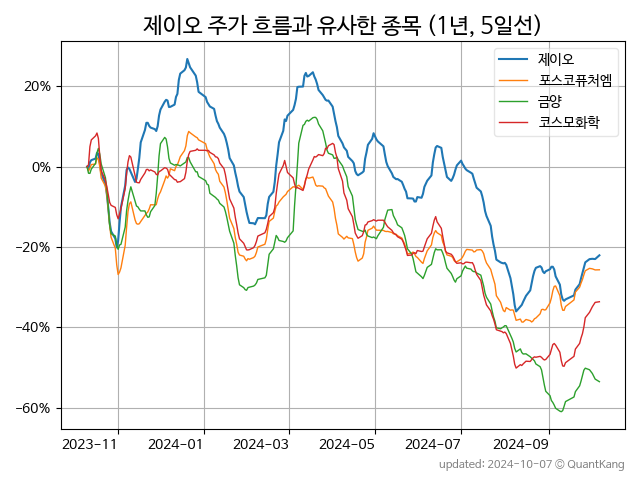 제이오 주가 흐름과 유사한 종목 (1년, 5일선)
제이오
포스코퓨처엠
금양
코스모화학
20%
0%
−20%
−40%
−60%
2023-11
2024-01
2024-03
2024-05
2024-07
2024-09
updated: 2024-10-07 © QuantKang